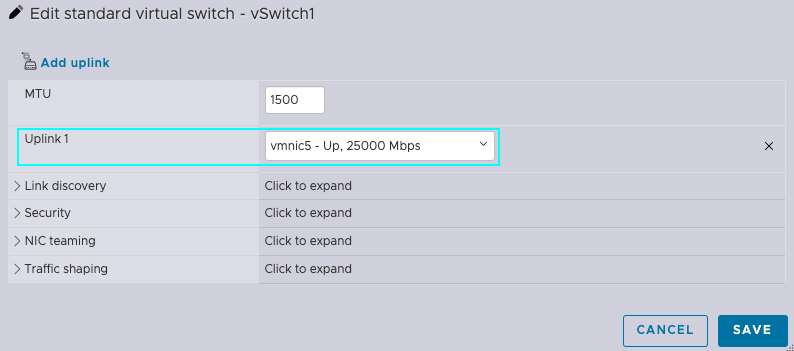 Edit standard virtual switch - vSwitch1
Add uplink
MTU 1500
Uplink 1 vmnic5 - Up, 25000 Mbps
Link discovery Click to expand
Security Click to expand
NIC teaming Click to expand
Traffic shaping Click to expand
CANCEL SAVE